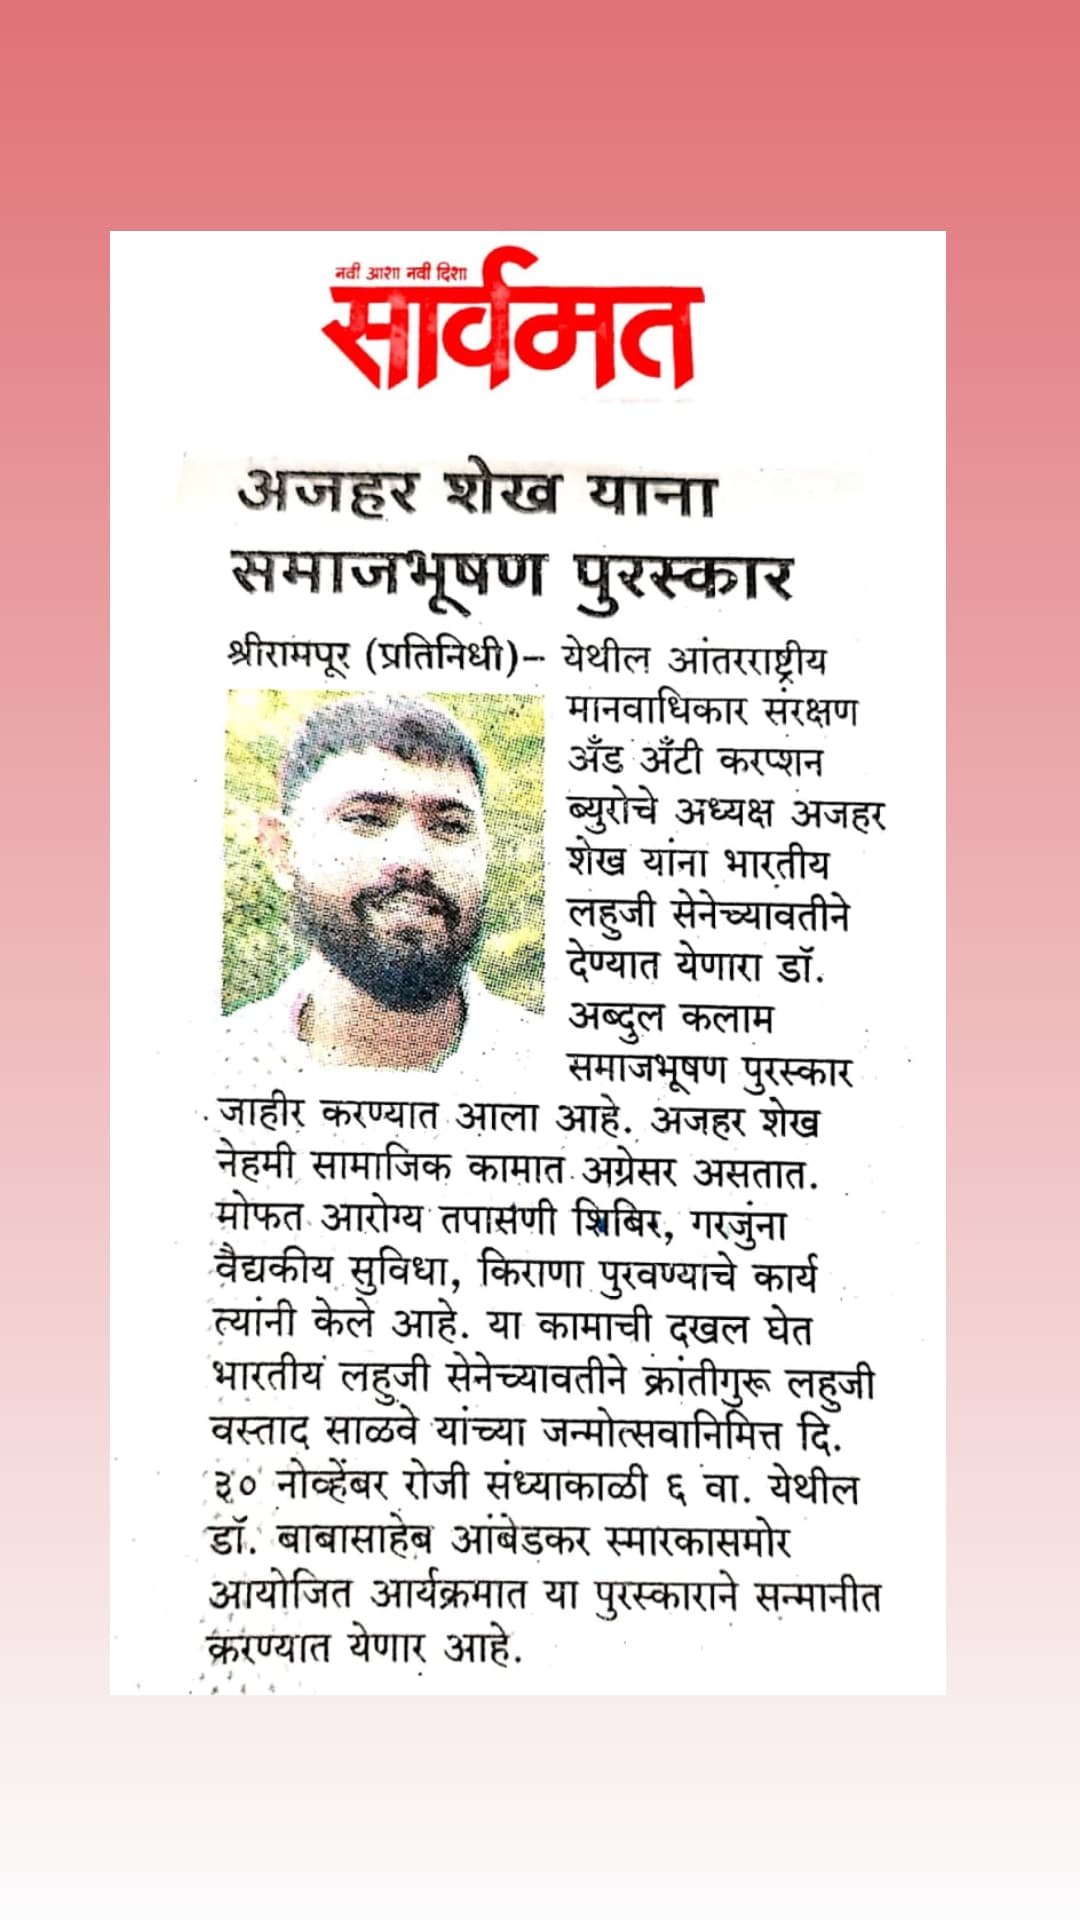 नवी आशा नवी दिशा
सार्वमत
अजहर शेख याना
समाजभूषण पुरस्कार
श्रीरामपूर (प्रतिनिधी)– येथील आंतरराष्ट्रीय
मानवाधिकार संरक्षण
अँड अँटी करप्शन
ब्युरोचे अध्यक्ष अजहर
शेख यांना भारतीय
लहुजी सेनेच्यावतीने
देण्यात येणारा डॉ.
अब्दुल कलाम
समाजभूषण पुरस्कार
जाहीर करण्यात आला आहे. अजहर शेख
नेहमी सामाजिक कामात अग्रेसर असतात.
मोफत आरोग्य तपासणी शिबिर, गरजुंना
वैद्यकीय सुविधा, किराणा पुरवण्याचे कार्य
त्यांनी केले आहे. या कामाची दखल घेत
भारतीय लहुजी सेनेच्यावतीने क्रांतीगुरू लहुजी
वस्ताद साळवे यांच्या जन्मोत्सवानिमित्त दि.
३० नोव्हेंबर रोजी संध्याकाळी ६ वा. येथील
डॉ. बाबासाहेब आंबेडकर स्मारकासमोर
आयोजित आर्यक्रमात या पुरस्काराने सन्मानीत
करण्यात येणार आहे.